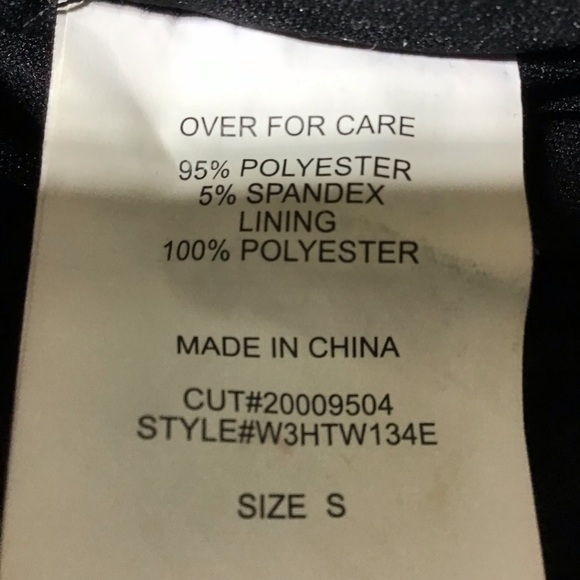 OVER FOR CARE
95% POLYESTER
5% SPANDEX
LINING
100% POLYESTER
MADE IN CHINA
CUT#20009504
STYLE#W3HTW134E
SIZE S